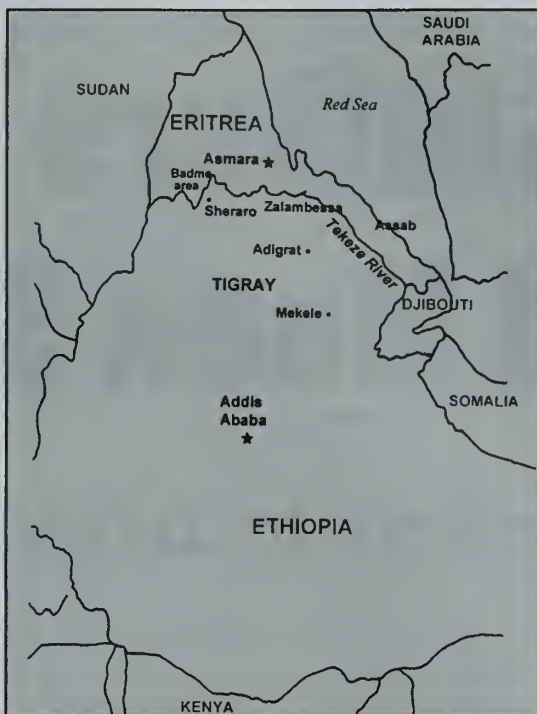 SAUDI
ARABIA
SUDAN
Red Sea
ERITREA
Asmara
Badme
area
Sheraro
Zalambessa
Assab
Adigrat
Tekeze River
TIGRAY
DJIBOUTI
Mekele
SOMALIA
Addis
Ababa
ETHIOPIA
KENYA